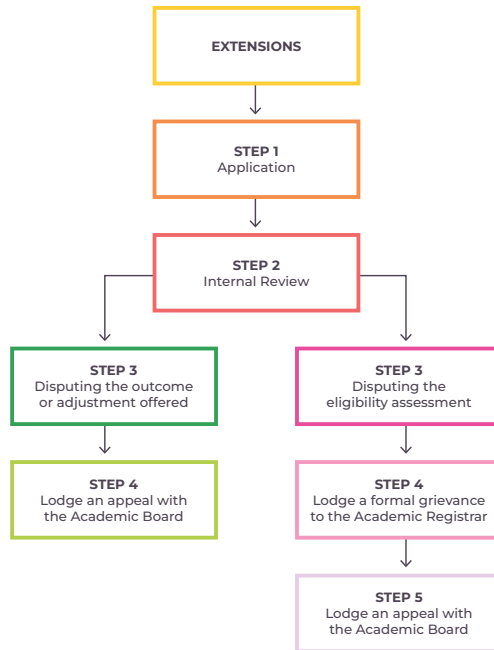 EXTENSIONS
STEP 1
Application
STEP 2
Internal Review
STEP 3
Disputing the outcome
or adjustment offered
STEP 3
Disputing the
eligibility assessment
STEP 4
Lodge an appeal with
the Academic Board
STEP 4
Lodge a formal grievance
to the Academic Registrar
STEP 5
Lodge an appeal with
the Academic Board